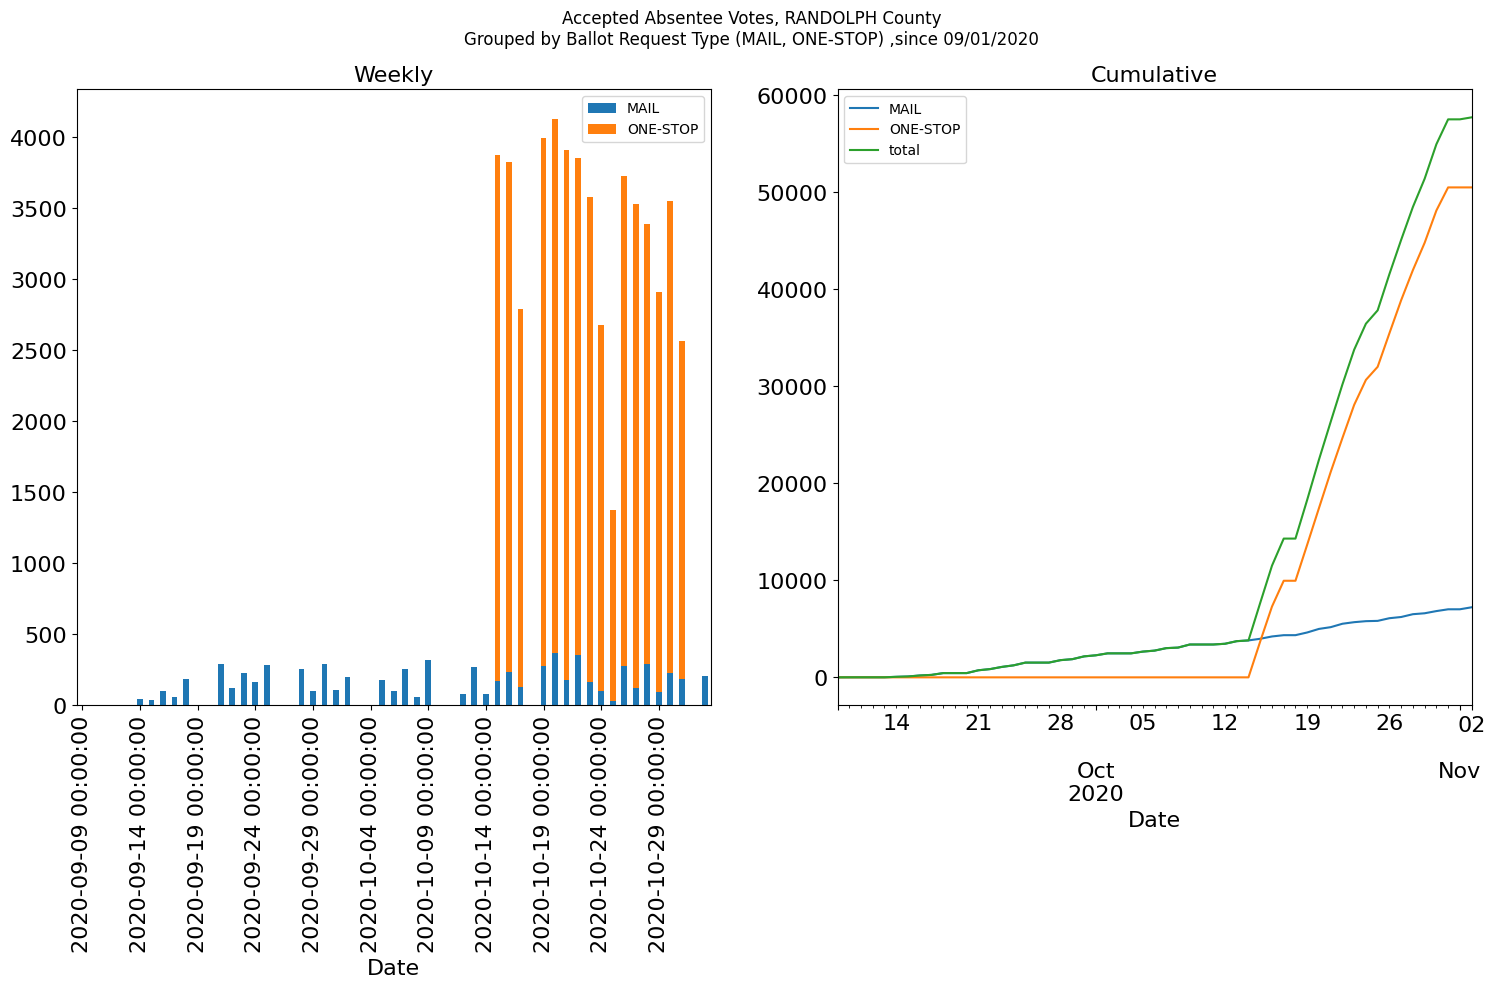 Accepted Absentee Votes, RANDOLPH County
Grouped by Ballot Request Type (MAIL, ONE-STOP) ,since 09/01/2020
Weekly
MAIL
ONE-STOP
4000
3500
3000
2500
2000
1500
1000
500
0
2020-09-09 00:00:00
2020-09-14 00:00:00
2020-09-19 00:00:00
2020-09-24 00:00:00
2020-09-29 00:00:00
2020-10-04 00:00:00
2020-10-09 00:00:00
2020-10-14 00:00:00
2020-10-19 00:00:00
2020-10-24 00:00:00
2020-10-29 00:00:00
Date
Cumulative
MAIL
ONE-STOP
total
60000
50000
40000
30000
20000
10000
0
14 21 28 05 12 19 26 02
Oct Nov
2020
Date